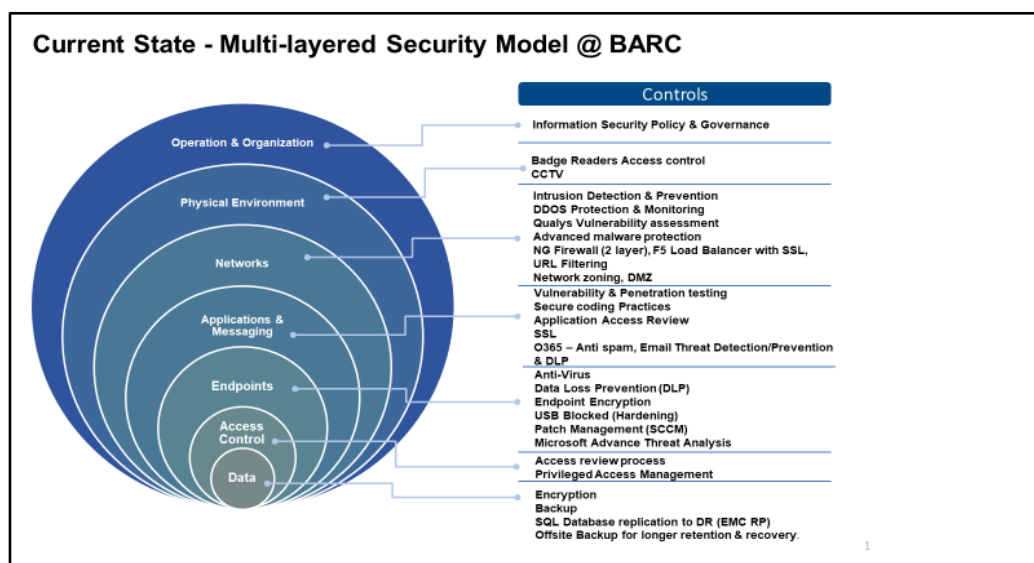 Current State - Multi-layered Security Model @ BARC
Controls
Operation & Organization
Information Security Policy & Governance
Physical Environment
Badge Readers Access control
CCTV
Networks
Intrusion Detection & Prevention
DDOS Protection & Monitoring
Qualys Vulnerability assessment
Advanced malware protection
NG Firewall (2 layer), F5 Load Balancer with SSL,
URL Filtering
Network zoning, DMZ
Applications &
Messaging
Vulnerability & Penetration testing
Secure coding Practices
Application Access Review
SSL
O365 – Anti spam, Email Threat Detection/Prevention
& DLP
Endpoints
Anti-Virus
Data Loss Prevention (DLP)
Endpoint Encryption
USB Blocked (Hardening)
Patch Management (SCCM)
Microsoft Advance Threat Analysis
Access
Control
Access review process
Privileged Access Management
Data
Encryption
Backup
SQL Database replication to DR (EMC RP)
Offsite Backup for longer retention & recovery.
1